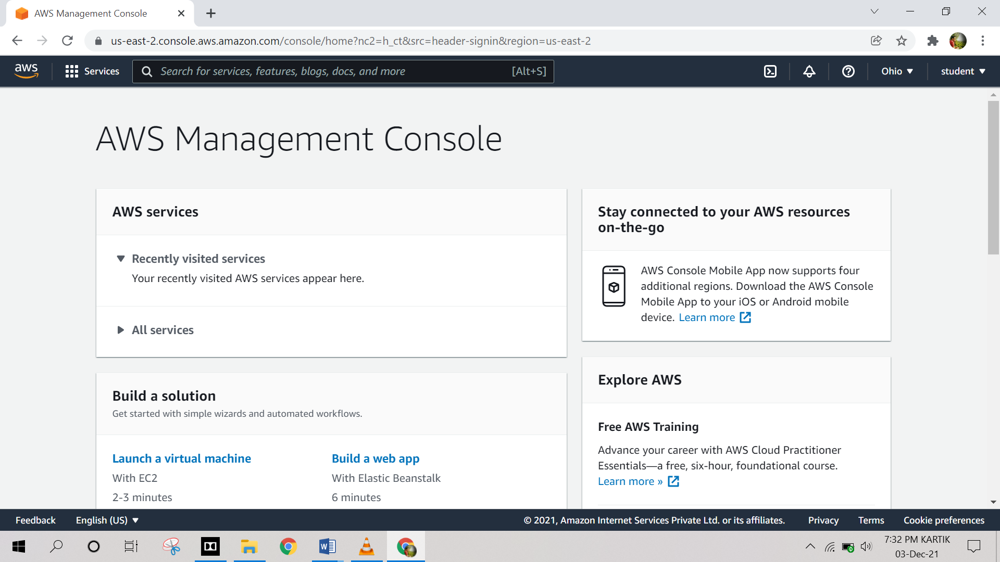 AWS Management Console
us-east-2.console.aws.amazon.com/console/home?nc2=h_ct&src=header-signin&region=us-east-2
aws
Services
Search for services, features, blogs, docs, and more
[Alt+S]
Ohio
student
AWS Management Console
AWS services
Recently visited services
Your recently visited AWS services appear here.
All services
Build a solution
Get started with simple wizards and automated workflows.
Launch a virtual machine
With EC2
2-3 minutes
Build a web app
With Elastic Beanstalk
6 minutes
Stay connected to your AWS resources
on-the-go
AWS Console Mobile App now supports four
additional regions. Download the AWS Console
Mobile App to your iOS or Android mobile
device. Learn more
Explore AWS
Free AWS Training
Advance your career with AWS Cloud Practitioner
Essentials—a free, six-hour, foundational course.
Learn more »
Feedback
English (US)
© 2021, Amazon Internet Services Private Ltd. or its affiliates.
Privacy
Terms
Cookie preferences
W
7:32 PM KARTIK
03-Dec-21